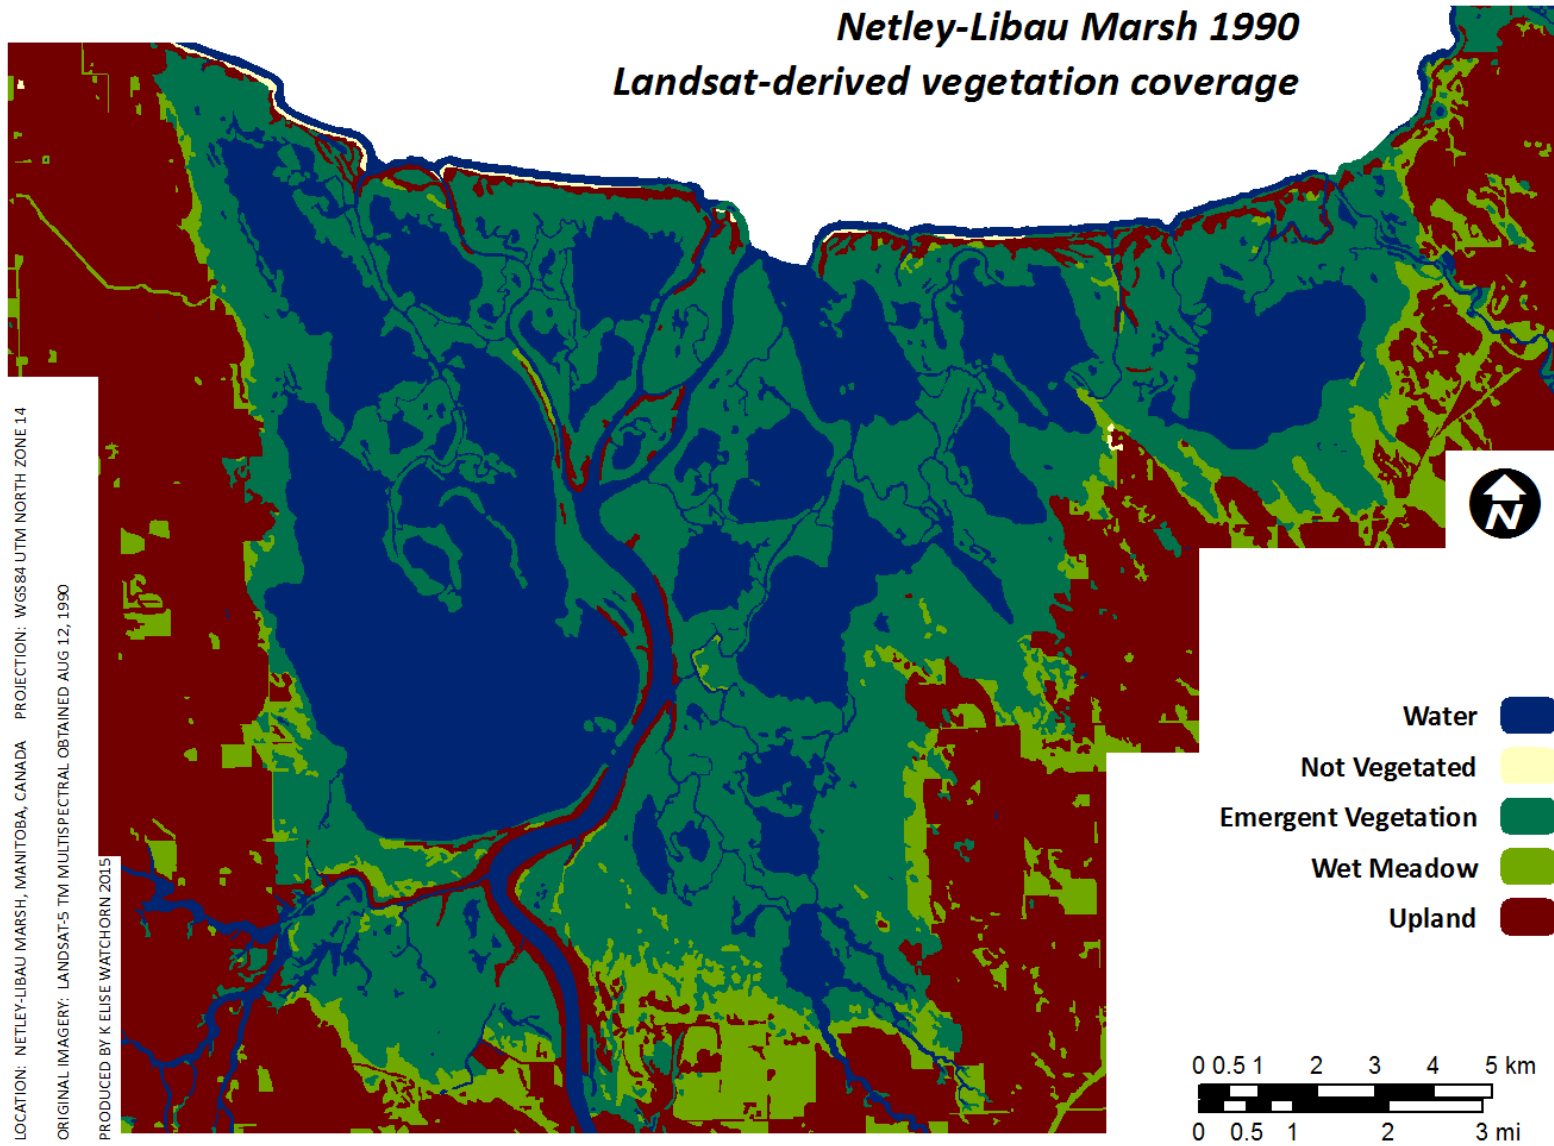 Netley-Libau Marsh 1990
Landsat-derived vegetation coverage
LOCATION: NETLEY-LIBAU MARSH, MANITOBA, CANADA PROJECTION: WGS84 UTM NORTH ZONE 14
ORIGINAL IMAGERY: LANDSAT-5 TM MULTISPECTRAL OBTAINED AUG 12, 1990
PRODUCED BY K ELISE WATCHORN 2015
N
Water
Not Vegetated
Emergent Vegetation
Wet Meadow
Upland
0 0.5 1 2 3 4 5 km
0 0.5 1 2 3 mi